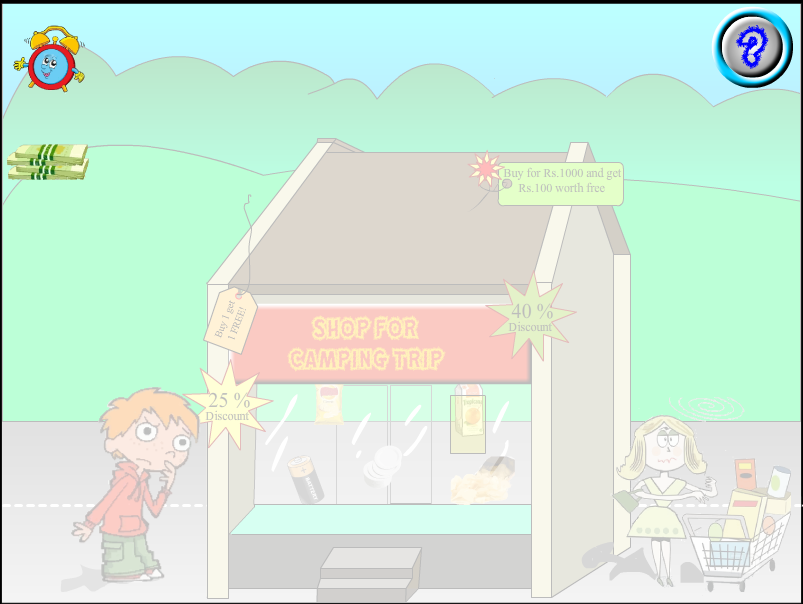 ?
Buy for Rs.1000 and get
Rs.100 worth free
Buy 1 get
1 FREE!
40 %
Discount
SHOP FOR
CAMPING TRIP
25 %
Discount